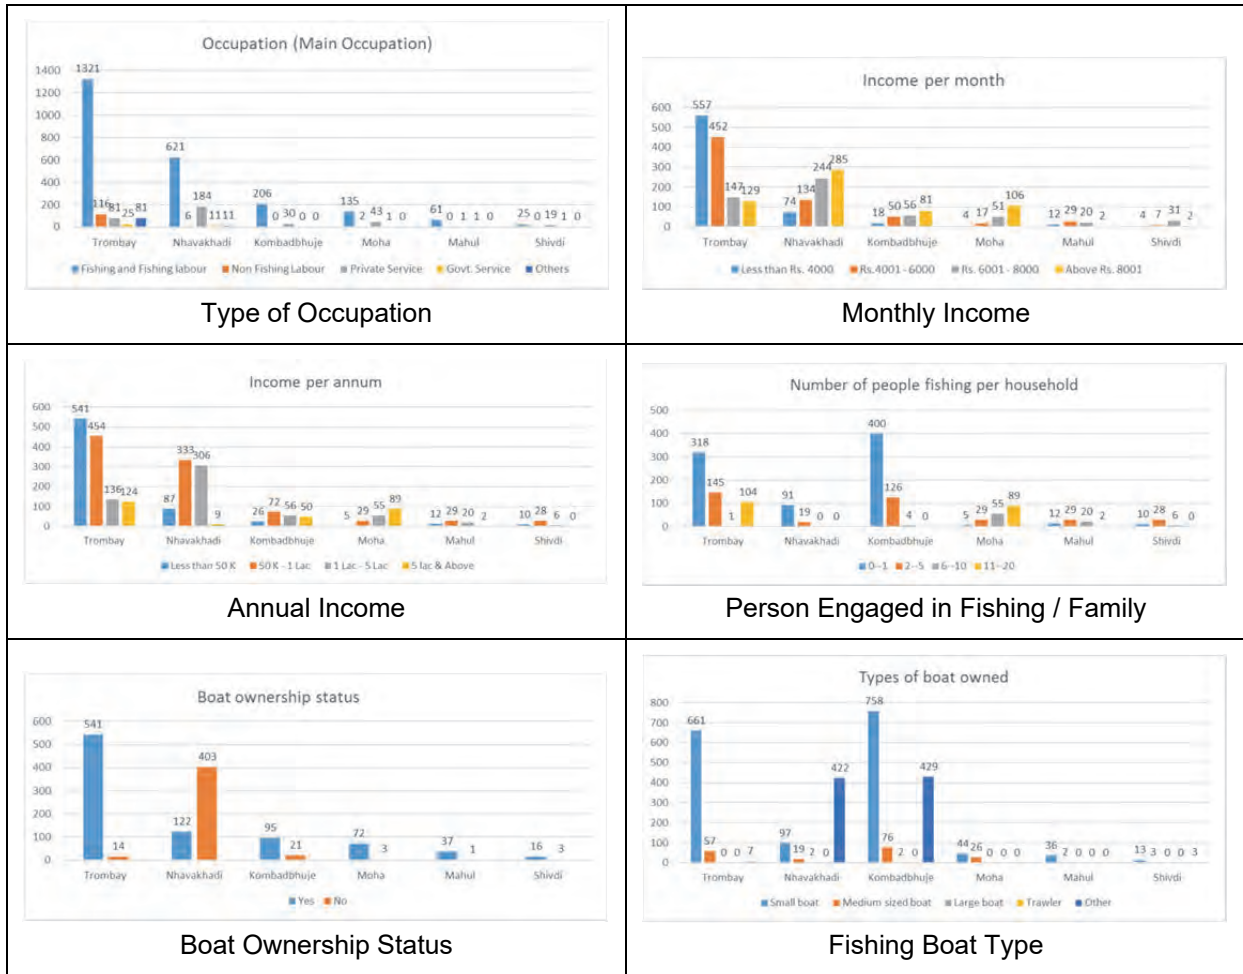 Occupation (Main Occupation)
1400
1200
1000
800
600
400
200
0
1321 116 81 25 81
621 6 184 11 11
206 0 30 0 0
135 2 43 1 0
61 0 1 1 0
25 0 19 1 0
Trombay Nhavakhadi Kombadbhuje Moha Mahul Shivdi
Fishing and Fishing labour Non Fishing Labour Private Service Govt. Service Others
Type of Occupation
Income per month
600
500
400
300
200
100
0
557 452 147 129
74 134 244 285
18 50 56 81
4 17 51 106
12 29 20 2
4 7 31 2
Trombay Nhavakhadi Kombadbhuje Moha Mahul Shivdi
Less than Rs. 4000 Rs.4001 - 6000 Rs. 6001 - 8000 Above Rs. 8001
Monthly Income
Income per annum
600
500
400
300
200
100
0
541 454 136 124
87 333 306 9
26 72 56 50
5 29 55 89
12 29 20 2
10 28 6 0
Trombay Nhavakhadi Kombadbhuje Moha Mahul Shivdi
Less than 50 K 50 K - 1 Lac 1 Lac - 5 Lac 5 lac & Above
Annual Income
Number of people fishing per household
500
400
300
200
100
0
318 145 1 104
91 19 0 0
400 126 4 0
5 29 55 89
12 29 20 2
10 28 6 0
Trombay Nhavakhadi Kombadbhuje Moha Mahul Shivdi
0--1 2--5 6--10 11--20
Person Engaged in Fishing / Family
Boat ownership status
600
500
400
300
200
100
0
541 14
122 403
95 21
72 3
37 1
16 3
Trombay Nhavakhadi Kombadbhuje Moha Mahul Shivdi
Yes No
Boat Ownership Status
Types of boat owned
800
700
600
500
400
300
200
100
0
661 57 0 0 7
97 19 2 0 422
758 76 2 0 429
44 26 0 0 0
36 2 0 0 0
13 3 0 0 3
Trombay Nhavakhadi Kombadbhuje Moha Mahul Shivdi
Small boat Medium sized boat Large boat Trawler Other
Fishing Boat Type